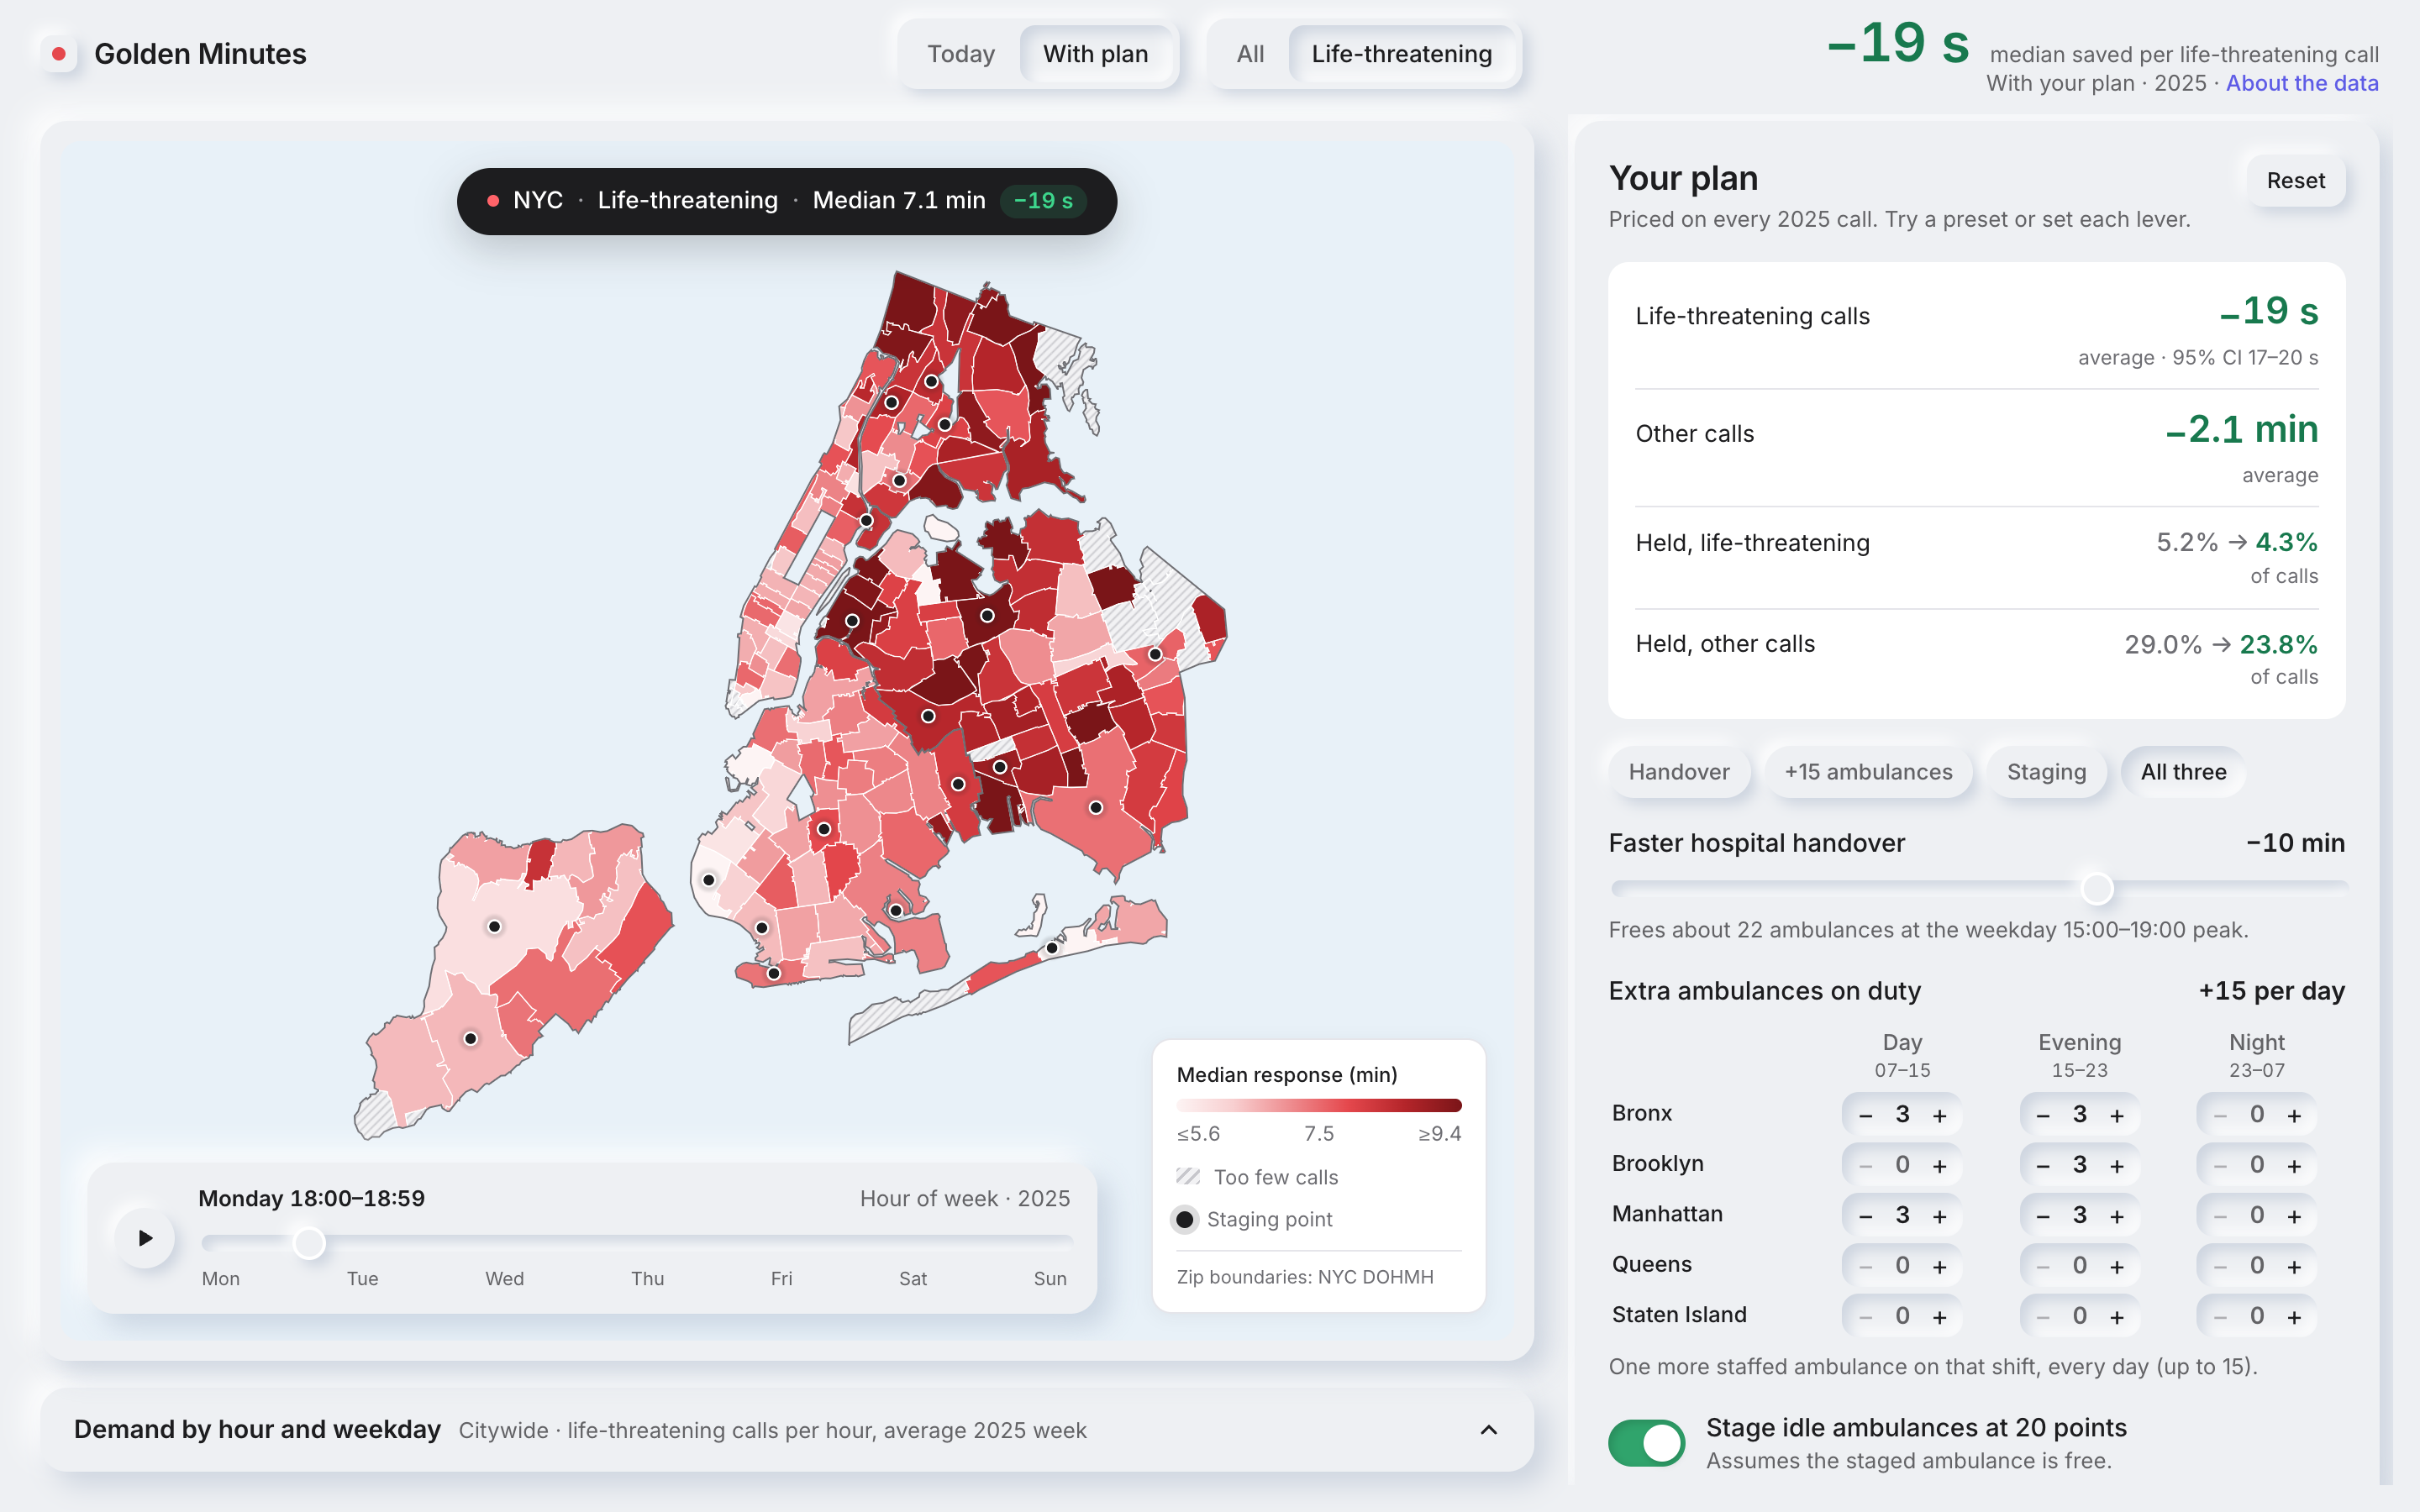 Golden Minutes
Today
With plan
All
Life-threatening
−19 s median saved per life-threatening call
With your plan · 2025 · About the data
NYC · Life-threatening · Median 7.1 min −19 s
Median response (min)
≤5.6 7.5 ≥9.4
Too few calls
Staging point
Zip boundaries: NYC DOHMH
Monday 18:00–18:59
Hour of week · 2025
Mon Tue Wed Thu Fri Sat Sun
Demand by hour and weekday Citywide · life-threatening calls per hour, average 2025 week
Your plan
Reset
Priced on every 2025 call. Try a preset or set each lever.
Life-threatening calls −19 s
average · 95% CI 17–20 s
Other calls −2.1 min
average
Held, life-threatening 5.2% → 4.3%
of calls
Held, other calls 29.0% → 23.8%
of calls
Handover
+15 ambulances
Staging
All three
Faster hospital handover −10 min
Frees about 22 ambulances at the weekday 15:00–19:00 peak.
Extra ambulances on duty +15 per day
Day Evening Night
07–15 15–23 23–07
Bronx − 3 + − 3 + − 0 +
Brooklyn − 0 + − 3 + − 0 +
Manhattan − 3 + − 3 + − 0 +
Queens − 0 + − 0 + − 0 +
Staten Island − 0 + − 0 + − 0 +
One more staffed ambulance on that shift, every day (up to 15).
Stage idle ambulances at 20 points
Assumes the staged ambulance is free.